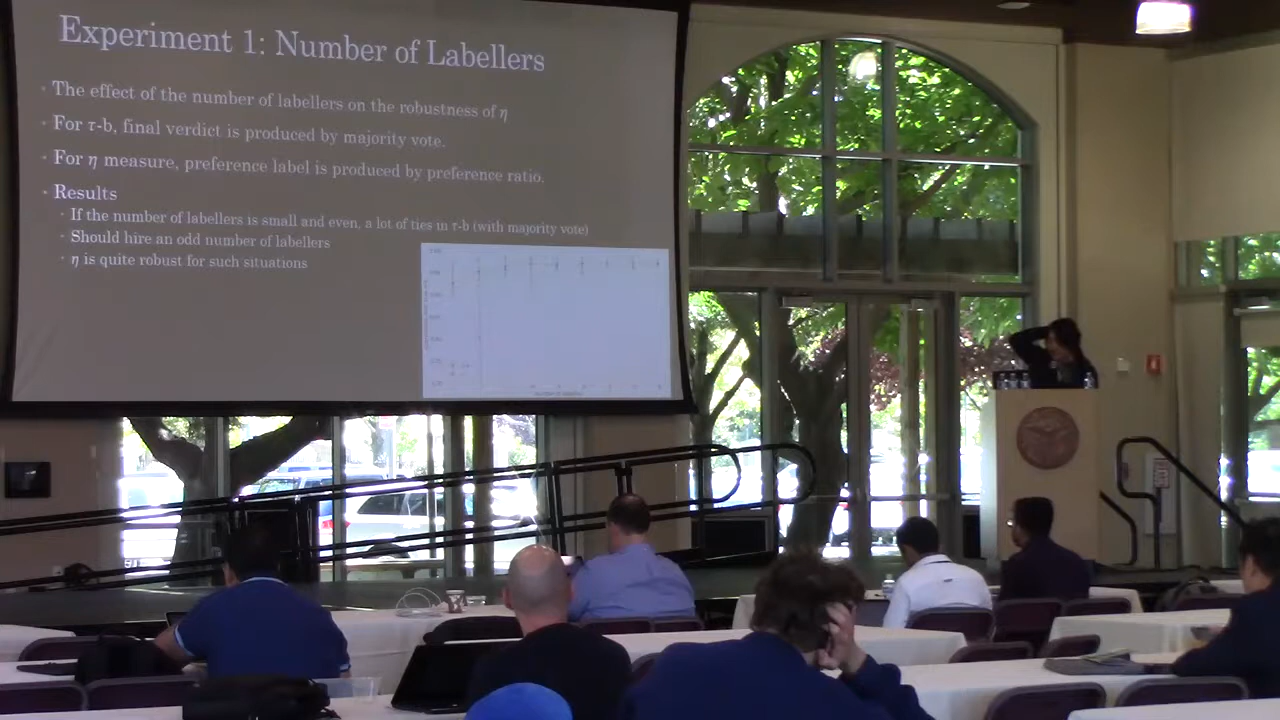 Experiment 1: Number of Labellers
The effect of the number of labellers on the robustness of η
For τ-b, final verdict is produced by majority vote.
For η measure, preference label is produced by preference ratio.
Results
If the number of labellers is small and even, a lot of ties in τ-b (with majority vote)
Should hire an odd number of labellers
η is quite robust for such situations